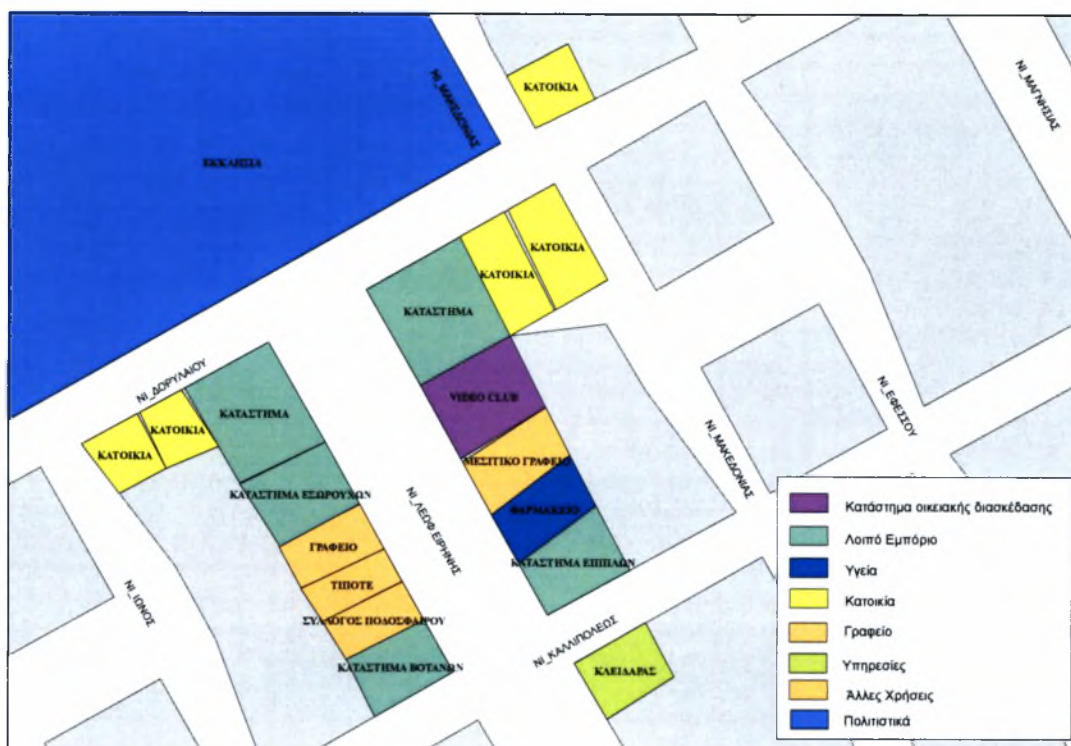 ΝΙ_ΜΑΚΕΔΟΝΙΑΣ
ΚΑΤΟΙΚΙΑ
ΝΙ_ΜΑΓΝΗΣΙΑΣ
ΕΚΚΛΗΣΙΑ
ΚΑΤΟΙΚΙΑ
ΚΑΤΟΙΚΙΑ
ΚΑΤΑΣΤΗΜΑ
ΝΙ_ΔΟΡΥΛΑΙΟΥ
VIDEO CLUB
ΝΙ_ΕΦΕΣΣΟΥ
ΚΑΤΑΣΤΗΜΑ
ΚΑΤΟΙΚΙΑ
ΚΑΤΟΙΚΙΑ
ΜΕΣΙΤΙΚΟ ΓΡΑΦΕΙΟ
ΝΙ_ΜΑΚΕΔΟΝΙΑΣ
ΚΑΤΑΣΤΗΜΑ ΕΣΩΡΟΥΧΩΝ
ΝΙ_ΛΕΩΦ.ΕΙΡΗΝΗΣ
ΦΑΡΜΑΚΕΙΟ
ΓΡΑΦΕΙΟ
ΚΑΤΑΣΤΗΜΑ ΕΠΙΠΛΩΝ
ΤΙΠΟΤΕ
ΝΙ_ΙΩΝΟΣ
ΣΥΛΛΟΓΟΣ ΠΟΔΟΣΦΑΙΡΟΥ
ΝΙ_ΚΑΛΛΙΠΟΛΕΩΣ
ΚΑΤΑΣΤΗΜΑ ΒΟΤΑΝΩΝ
ΚΛΕΙΔΑΡΑΣ
Κατάστημα οικειακής διασκέδασης
Λοιπό Εμπόριο
Υγεία
Κατοικία
Γραφείο
Υπηρεσίες
Άλλες Χρήσεις
Πολιτιστικά